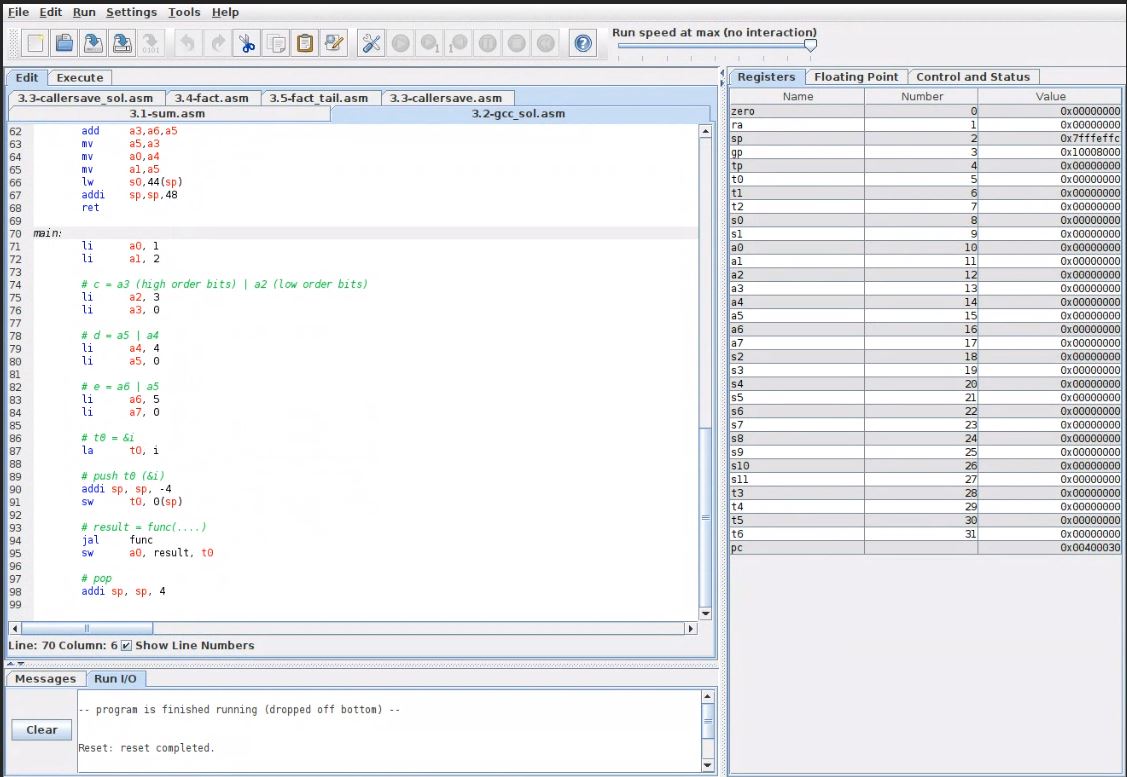 File Edit Run Settings Tools Help
Run speed at max (no interaction)
Edit Execute
3.3-callersave_sol.asm 3.4-fact.asm 3.5-fact_tail.asm 3.3-callersave.asm
3.1-sum.asm 3.2-gcc_sol.asm
62 add a3,a6,a5
63 mv a5,a3
64 mv a0,a4
65 mv a1,a5
66 lw s0,44(sp)
67 addi sp,sp,48
68 ret
69
70 main:
71 li a0, 1
72 li a1, 2
73
74 # c = a3 (high order bits) | a2 (low order bits)
75 li a2, 3
76 li a3, 0
77
78 # d = a5 | a4
79 li a4, 4
80 li a5, 0
81
82 # e = a6 | a5
83 li a6, 5
84 li a7, 0
85
86 # t0 = &i
87 la t0, i
88
89 # push t0 (&i)
90 addi sp, sp, -4
91 sw t0, 0(sp)
92
93 # result = func(....)
94 jal func
95 sw a0, result, t0
96
97 # pop
98 addi sp, sp, 4
99
Line: 70 Column: 6 Show Line Numbers
Messages Run I/O
Clear
-- program is finished running (dropped off bottom) --
Reset: reset completed.
Registers Floating Point Control and Status
Name Number Value
zero 0 0x00000000
ra 1 0x00000000
sp 2 0x7fffeffc
gp 3 0x10008000
tp 4 0x00000000
t0 5 0x00000000
t1 6 0x00000000
t2 7 0x00000000
s0 8 0x00000000
s1 9 0x00000000
a0 10 0x00000000
a1 11 0x00000000
a2 12 0x00000000
a3 13 0x00000000
a4 14 0x00000000
a5 15 0x00000000
a6 16 0x00000000
a7 17 0x00000000
s2 18 0x00000000
s3 19 0x00000000
s4 20 0x00000000
s5 21 0x00000000
s6 22 0x00000000
s7 23 0x00000000
s8 24 0x00000000
s9 25 0x00000000
s10 26 0x00000000
s11 27 0x00000000
t3 28 0x00000000
t4 29 0x00000000
t5 30 0x00000000
t6 31 0x00000000
pc 0x00400030